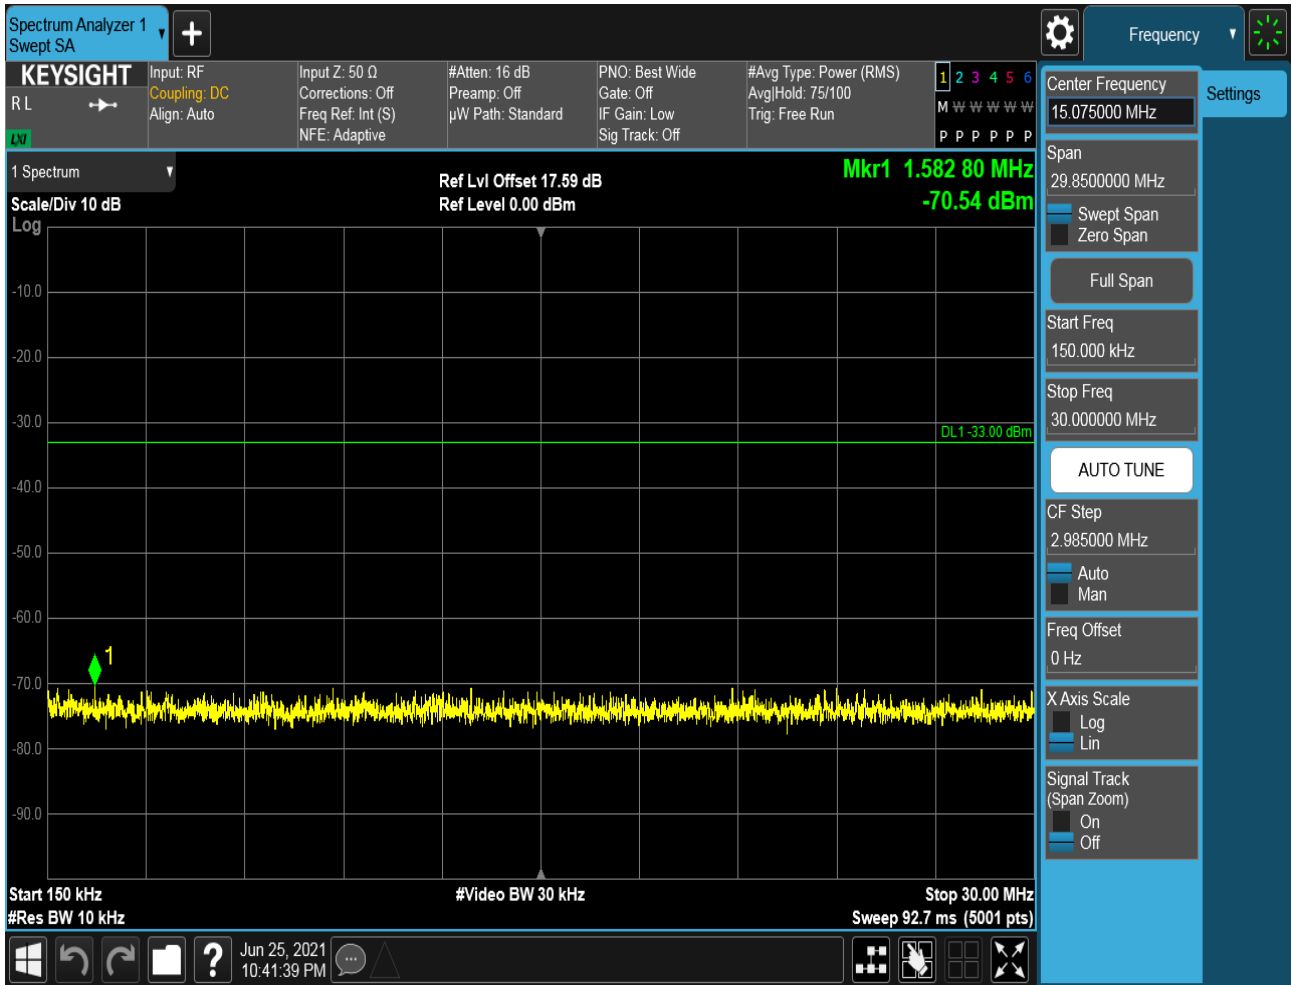 Spectrum Analyzer 1
Swept SA
Frequency
KEYSIGHT
R L
LXI
Input: RF
Coupling: DC
Align: Auto
Input Z: 50 Ω
Corrections: Off
Freq Ref: Int (S)
NFE: Adaptive
#Atten: 16 dB
Preamp: Off
µW Path: Standard
PNO: Best Wide
Gate: Off
IF Gain: Low
Sig Track: Off
#Avg Type: Power (RMS)
Avg|Hold: 75/100
Trig: Free Run
1 2 3 4 5 6
M W W W W W
P P P P P P
1 Spectrum
Scale/Div 10 dB
Log
Ref Lvl Offset 17.59 dB
Ref Level 0.00 dBm
Mkr1 1.582 80 MHz
-70.54 dBm
-10.0
-20.0
-30.0
DL1 -33.00 dBm
-40.0
-50.0
-60.0
1
-70.0
-80.0
-90.0
Start 150 kHz
#Res BW 10 kHz
#Video BW 30 kHz
Stop 30.00 MHz
Sweep 92.7 ms (5001 pts)
?
Jun 25, 2021
10:41:39 PM
Center Frequency
15.075000 MHz
Settings
Span
29.8500000 MHz
Swept Span
Zero Span
Full Span
Start Freq
150.000 kHz
Stop Freq
30.000000 MHz
AUTO TUNE
CF Step
2.985000 MHz
Auto
Man
Freq Offset
0 Hz
X Axis Scale
Log
Lin
Signal Track
(Span Zoom)
On
Off